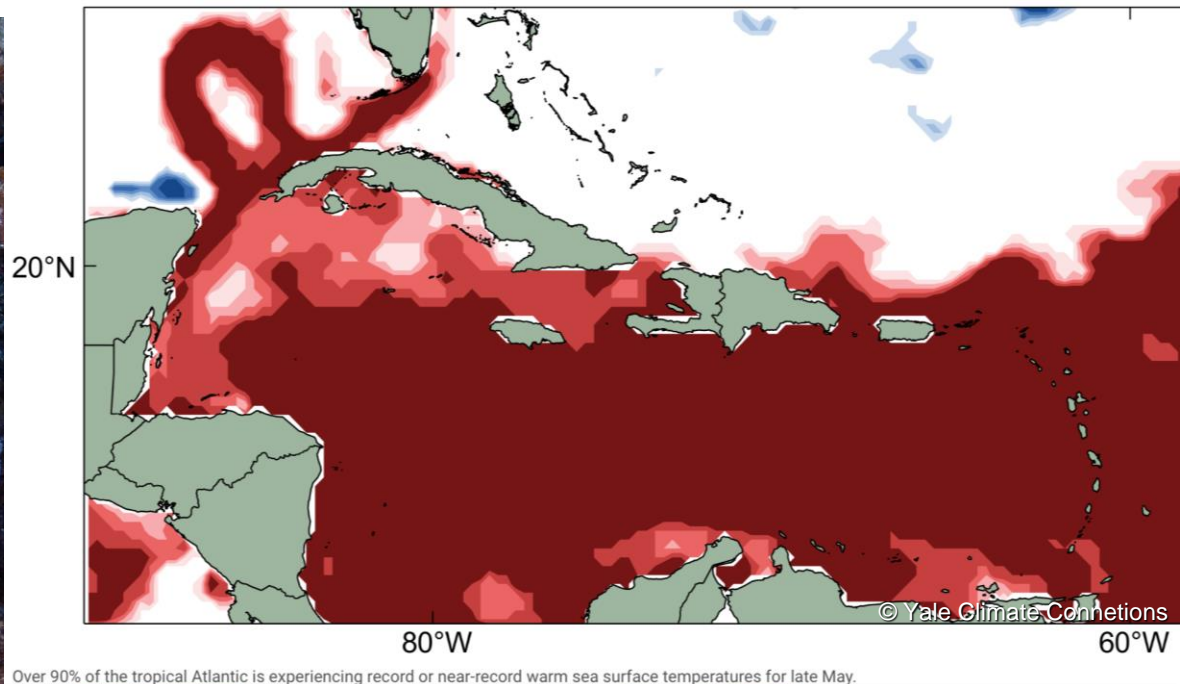 20°N
© Yale Climate Connetions
80°W
60°W
Over 90% of the tropical Atlantic is experiencing record or near-record warm sea surface temperatures for late May.